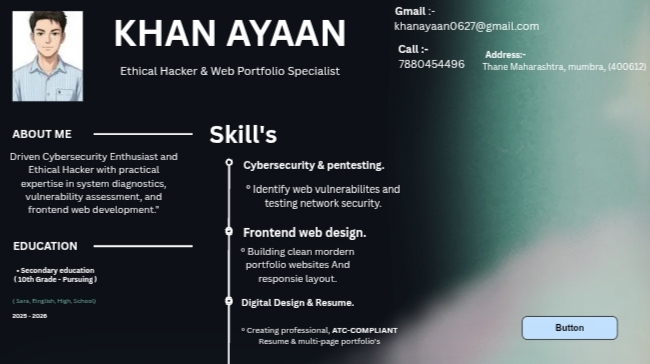 KHAN AYAAN
Ethical Hacker & Web Portfolio Specialist
Gmail :-
khanayaan0627@gmail.com
Call :-
7880454496
Address:-
Thane Maharashtra, mumbra, (400612)
ABOUT ME
Driven Cybersecurity Enthusiast and
Ethical Hacker with practical
expertise in system diagnostics,
vulnerability assessment, and
frontend web development."
EDUCATION
• Secondary education
( 10th Grade - Pursuing )
( Sara, English, High, School)
2025 - 2026
Skill's
Cybersecurity & pentesting.
° Identify web vulnerabilites and
testing network security.
Frontend web design.
° Building clean mordern
portfolio websites And
responsie layout.
Digital Design & Resume.
° Creating professional, ATC-COMPLIANT
Resume & multi-page portfolio's
Button